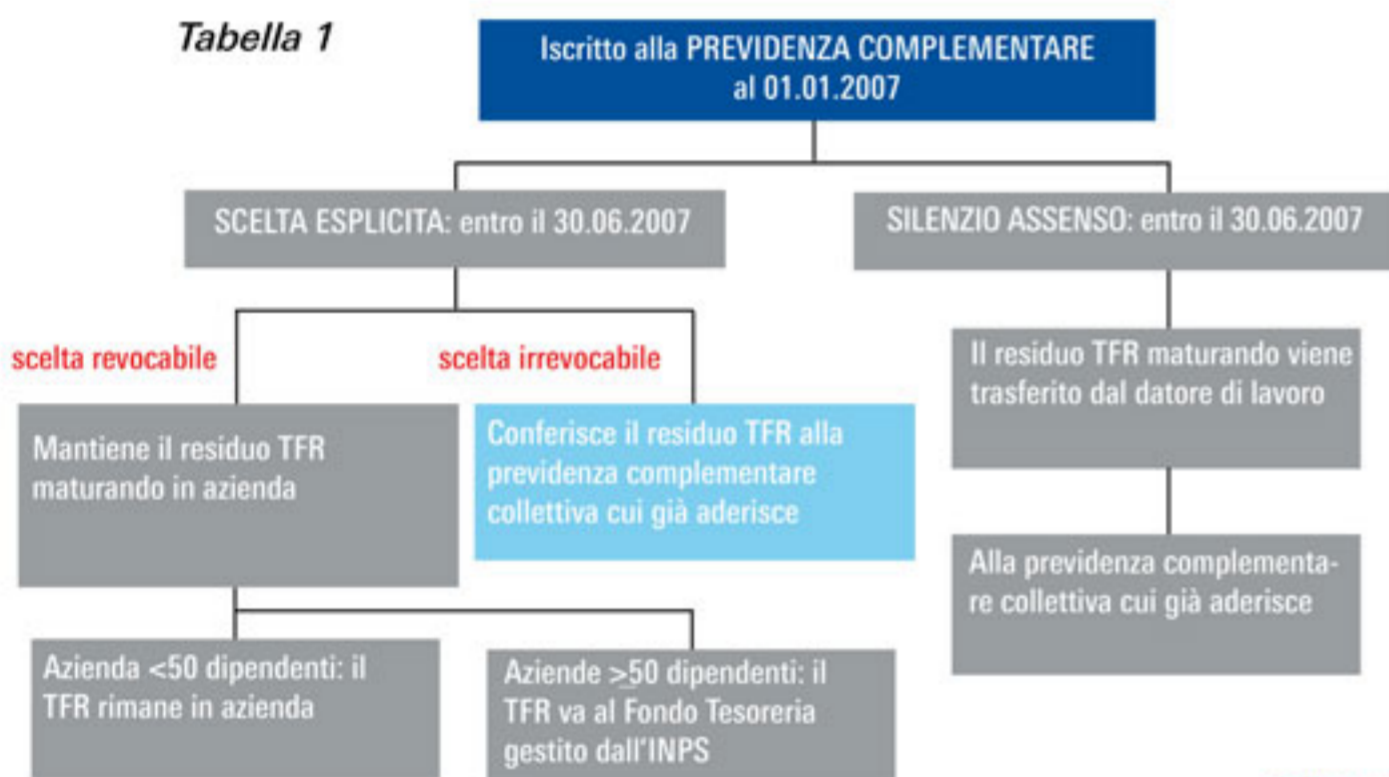 Tabella 1
Iscritto alla PREVIDENZA COMPLEMENTARE
al 01.01.2007
SCELTA ESPLICITA: entro il 30.06.2007
SILENZIO ASSENSO: entro il 30.06.2007
scelta revocabile
scelta irrevocabile
Mantiene il residuo TFR
maturando in azienda
Conferisce il residuo TFR alla
previdenza complementare
collettiva cui già aderisce
Il residuo TFR maturando viene
trasferito dal datore di lavoro
Alla previdenza complementa-
re collettiva cui già aderisce
Azienda <50 dipendenti: il
TFR rimane in azienda
Aziende ≥50 dipendenti: il
TFR va al Fondo Tesoreria
gestito dall'INPS